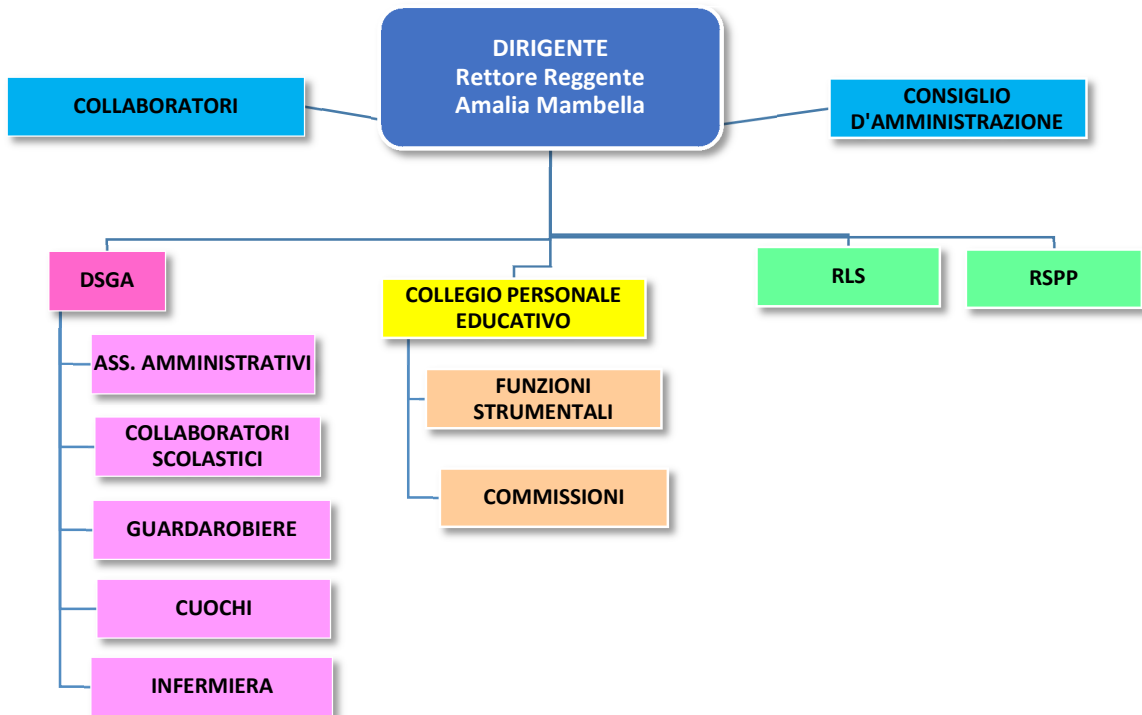 DIRIGENTE
Rettore Reggente
Amalia Mambella
COLLABORATORI
CONSIGLIO
D'AMMINISTRAZIONE
DSGA
COLLEGIO PERSONALE
EDUCATIVO
RLS
RSPP
ASS. AMMINISTRATIVI
COLLABORATORI
SCOLASTICI
GUARDAROBIERE
CUOCHI
INFERMIERA
FUNZIONI
STRUMENTALI
COMMISSIONI